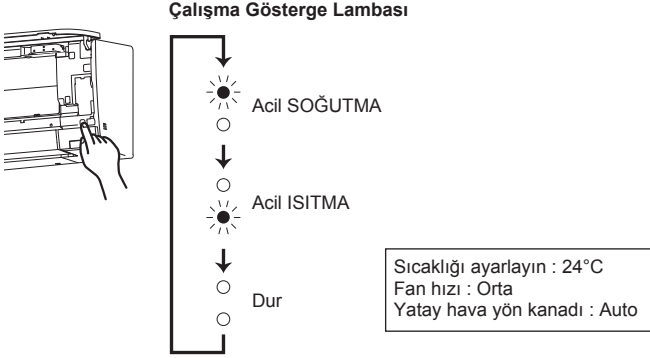 Çalışma Gösterge Lambası
Acil SOĞUTMA
Acil ISITMA
Dur
Sıcaklığı ayarlayın : 24°C
Fan hızı : Orta
Yatay hava yön kanadı : Auto